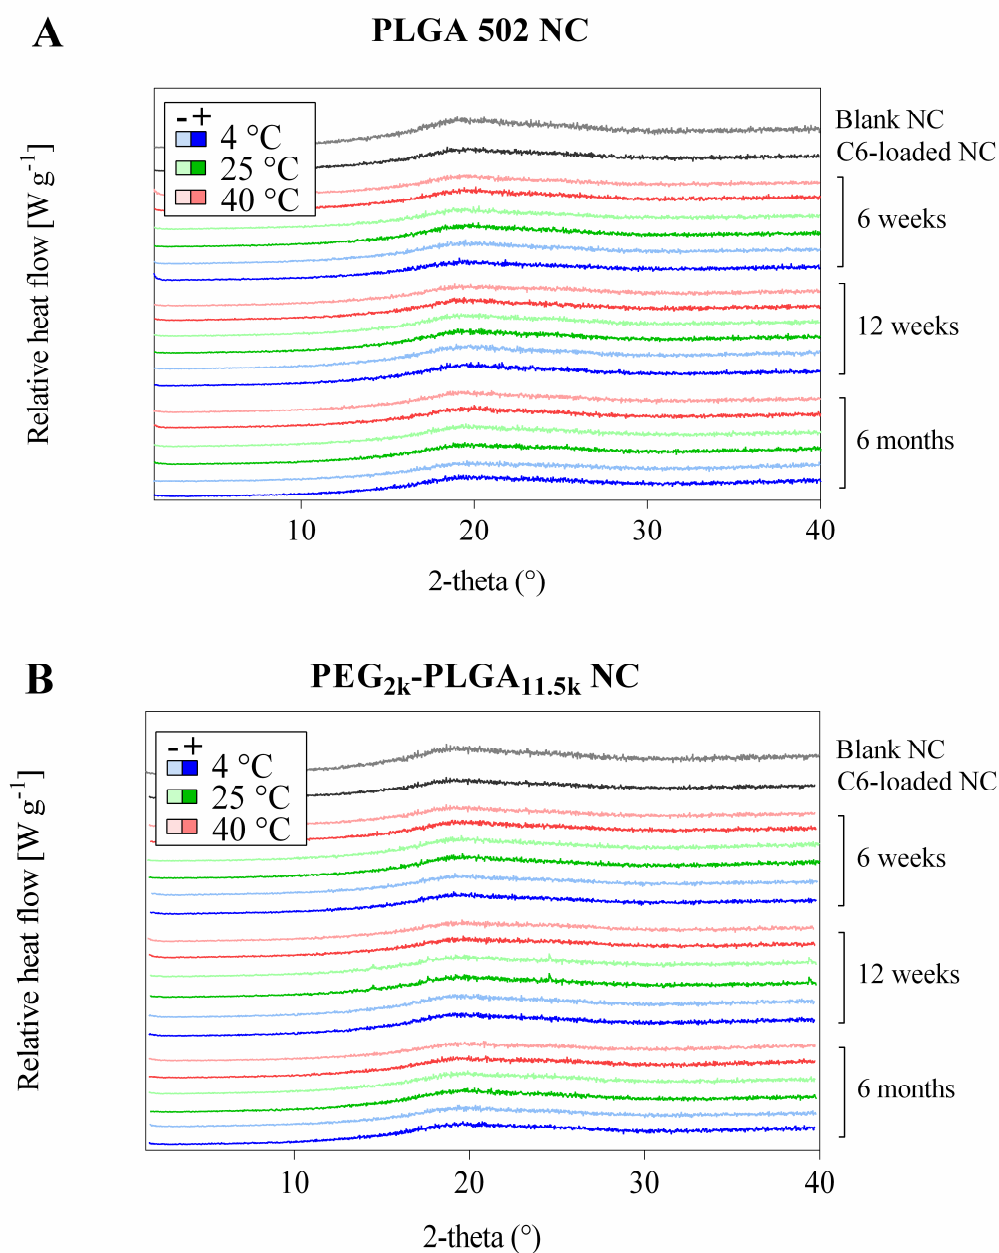 A
PLGA 502 NC
- +
4 °C
25 °C
40 °C
Blank NC
C6-loaded NC
6 weeks
12 weeks
6 months
Relative heat flow [W g⁻¹]
10 20 30 40
2-theta (°)
B
PEG₂ₖ-PLGA₁₁.₅ₖ NC
- +
4 °C
25 °C
40 °C
Blank NC
C6-loaded NC
6 weeks
12 weeks
6 months
Relative heat flow [W g⁻¹]
10 20 30 40
2-theta (°)